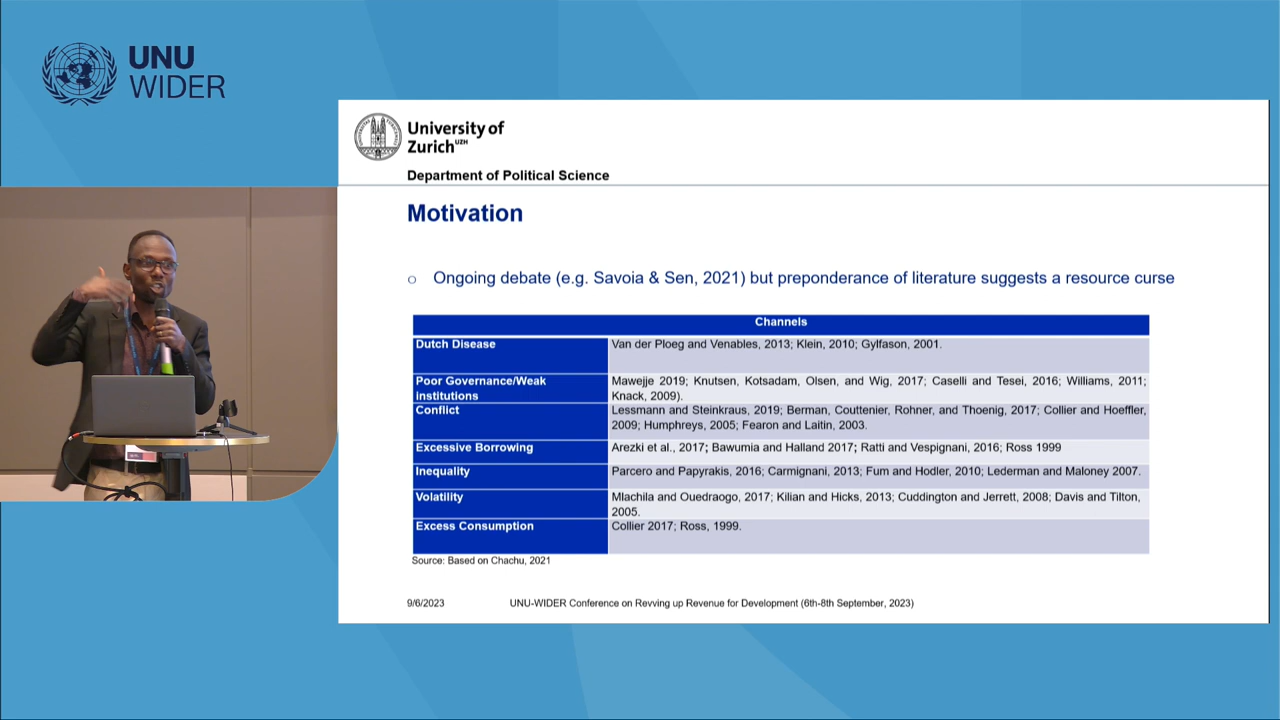 UNU
WIDER
University of
Zurich UZH
Department of Political Science
Motivation
o Ongoing debate (e.g. Savoia & Sen, 2021) but preponderance of literature suggests a resource curse
Channels
Dutch Disease
Van der Ploeg and Venables, 2013; Klein, 2010; Gylfason, 2001.
Poor Governance/Weak
Institutions
Mawejje 2019; Knutsen, Kotsadam, Olsen, and Wig, 2017; Caselli and Tesei, 2016; Williams, 2011;
Knack, 2009).
Conflict
Lessmann and Steinkraus, 2019; Berman, Couttenier, Rohner, and Thoenig, 2017; Collier and Hoeffler,
2009; Humphreys, 2005; Fearon and Laitin, 2003.
Excessive Borrowing
Arezki et al., 2017; Bawumia and Halland 2017; Ratti and Vespignani, 2016; Ross 1999
Inequality
Parcero and Papyrakis, 2016; Carmignani, 2013; Fum and Hodler, 2010; Lederman and Maloney 2007.
Volatility
Mlachila and Ouedraogo, 2017; Kilian and Hicks, 2013; Cuddington and Jerrett, 2008; Davis and Tilton,
2005.
Excess Consumption
Collier 2017; Ross, 1999.
Source: Based on Chachu, 2021
9/6/2023
UNU-WIDER Conference on Revving up Revenue for Development (6th-8th September, 2023)